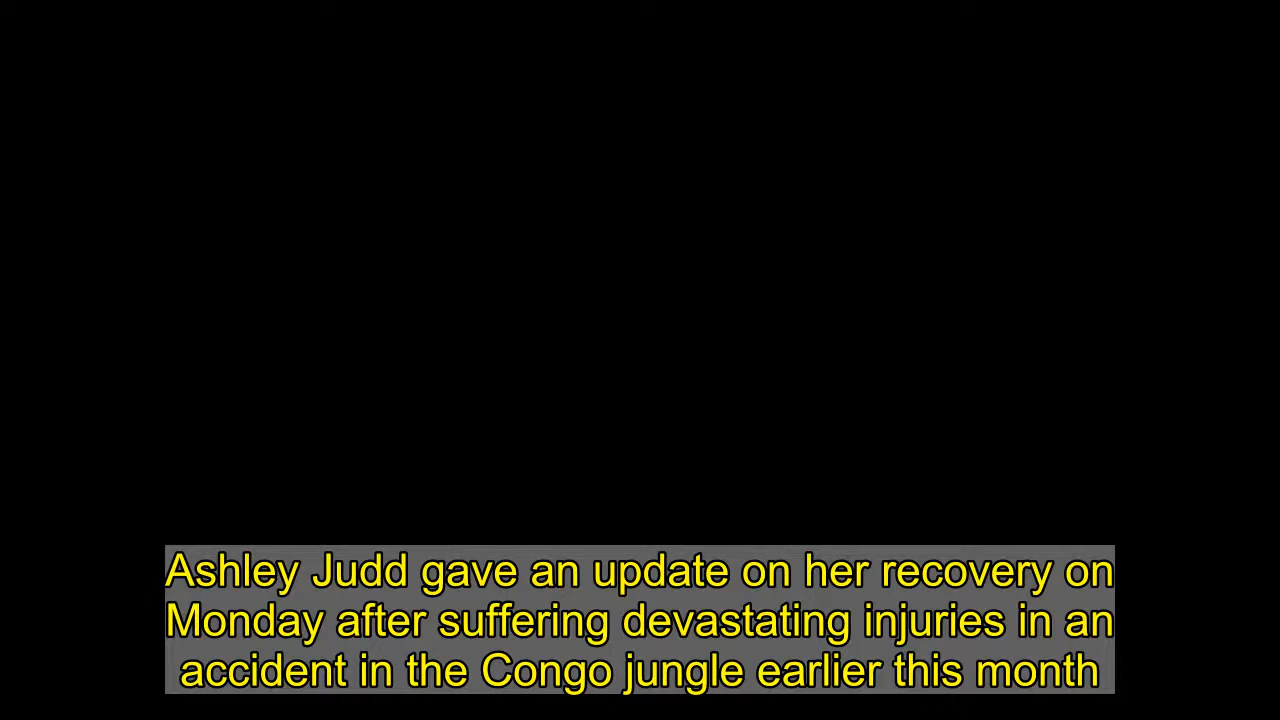 Ashley Judd gave an update on her recovery on
Monday after suffering devastating injuries in an
accident in the Congo jungle earlier this month